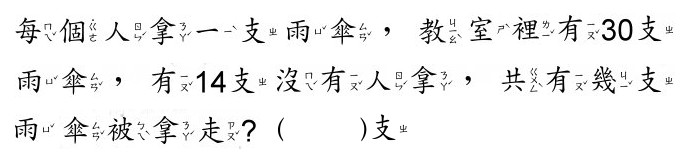 每個人拿一支雨傘，教室裡有30支
雨傘，有14支沒有人拿，共有幾支
雨傘被拿走?（　　）支